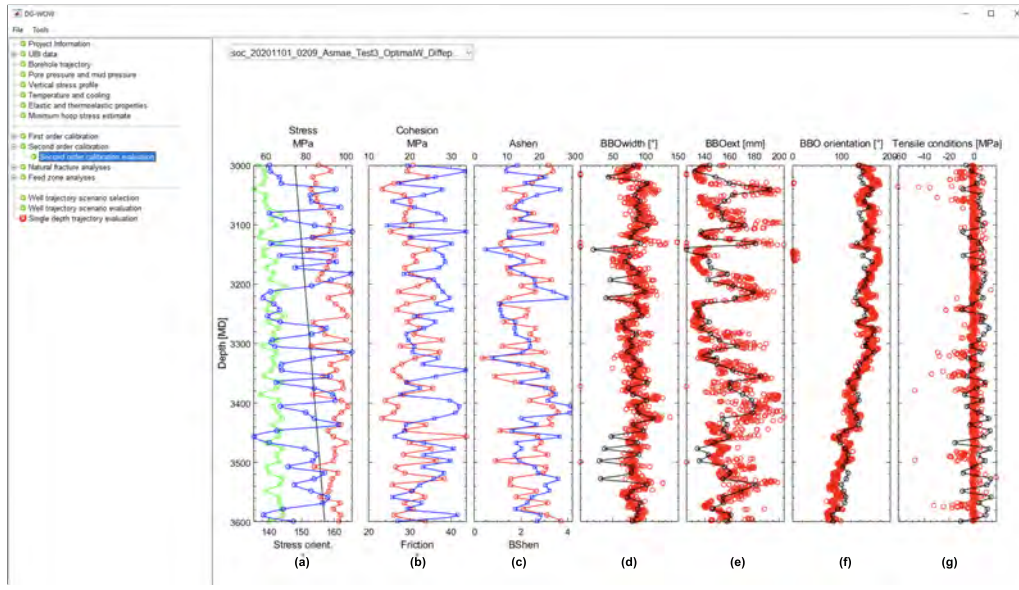 DG-WOW
File Tools
Project Information
UBI data
Borehole trajectory
Pore pressure and mud pressure
Vertical stress profile
Temperature and cooling
Elastic and thermoelastic properties
Minimum hoop stress estimate
First order calibration
Second order calibration
Second order calibration evaluation
Natural fracture analyses
Feed zone analyses
Well trajectory scenario selection
Well trajectory scenario evaluation
Single depth trajectory evaluation
soc_20201101_0209_Asmae_Test3_OptimalW_Diffep...
Stress
MPa
60 80 100
Cohesion
MPa
10 20 30
Ashen
10 20 30
BBOwidth [°]
0 50 100 150
BBOext [mm]
140 160 180 200
BBO orientation [°]
0 100 200
Tensile conditions [MPa]
-60 -40 -20 0
Depth [MD]
3000
3100
3200
3300
3400
3500
3600
140 150 160
Stress orient.
(a)
20 30 40
Friction
(b)
0 2 4
BShen
(c)
(d)
(e)
(f)
(g)